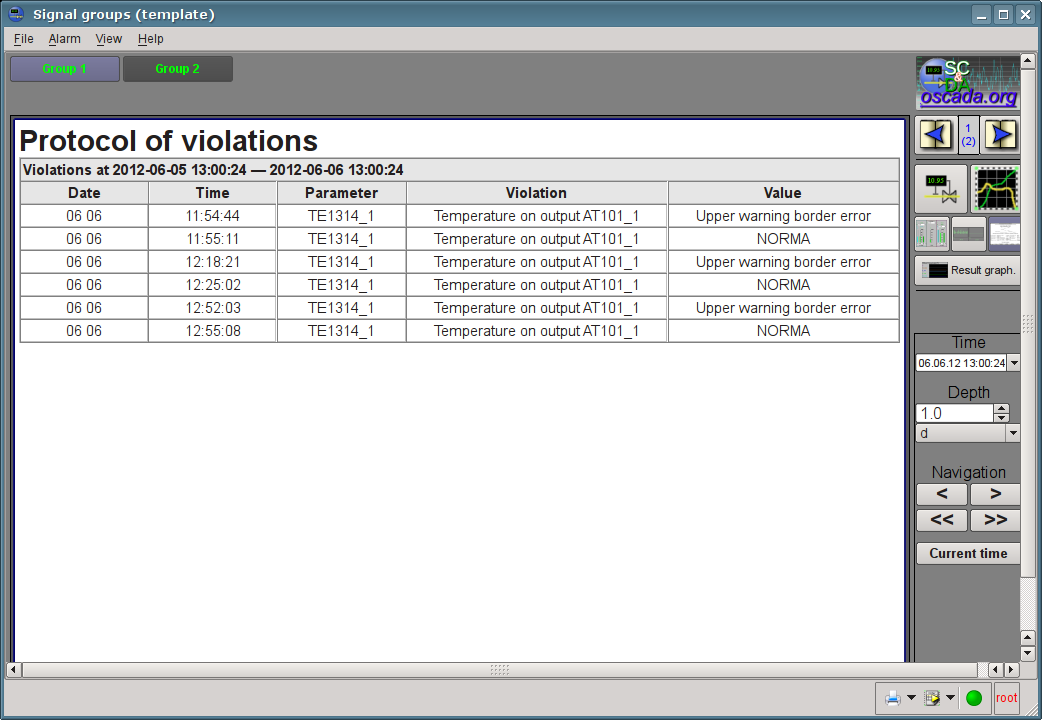 Signal groups (template)
File Alarm View Help
Group 1 Group 2
SC
&
DA
oscada.org
1
(2)
Protocol of violations
Violations at 2012-06-05 13:00:24 — 2012-06-06 13:00:24
Date Time Parameter Violation Value
06 06 11:54:44 TE1314_1 Temperature on output AT101_1 Upper warning border error
06 06 11:55:11 TE1314_1 Temperature on output AT101_1 NORMA
06 06 12:18:21 TE1314_1 Temperature on output AT101_1 Upper warning border error
06 06 12:25:02 TE1314_1 Temperature on output AT101_1 NORMA
06 06 12:52:03 TE1314_1 Temperature on output AT101_1 Upper warning border error
06 06 12:55:08 TE1314_1 Temperature on output AT101_1 NORMA
10.95
Result graph.
Time
06.06.12 13:00:24
Depth
1.0
d
Navigation
< >
<< >>
Current time
root